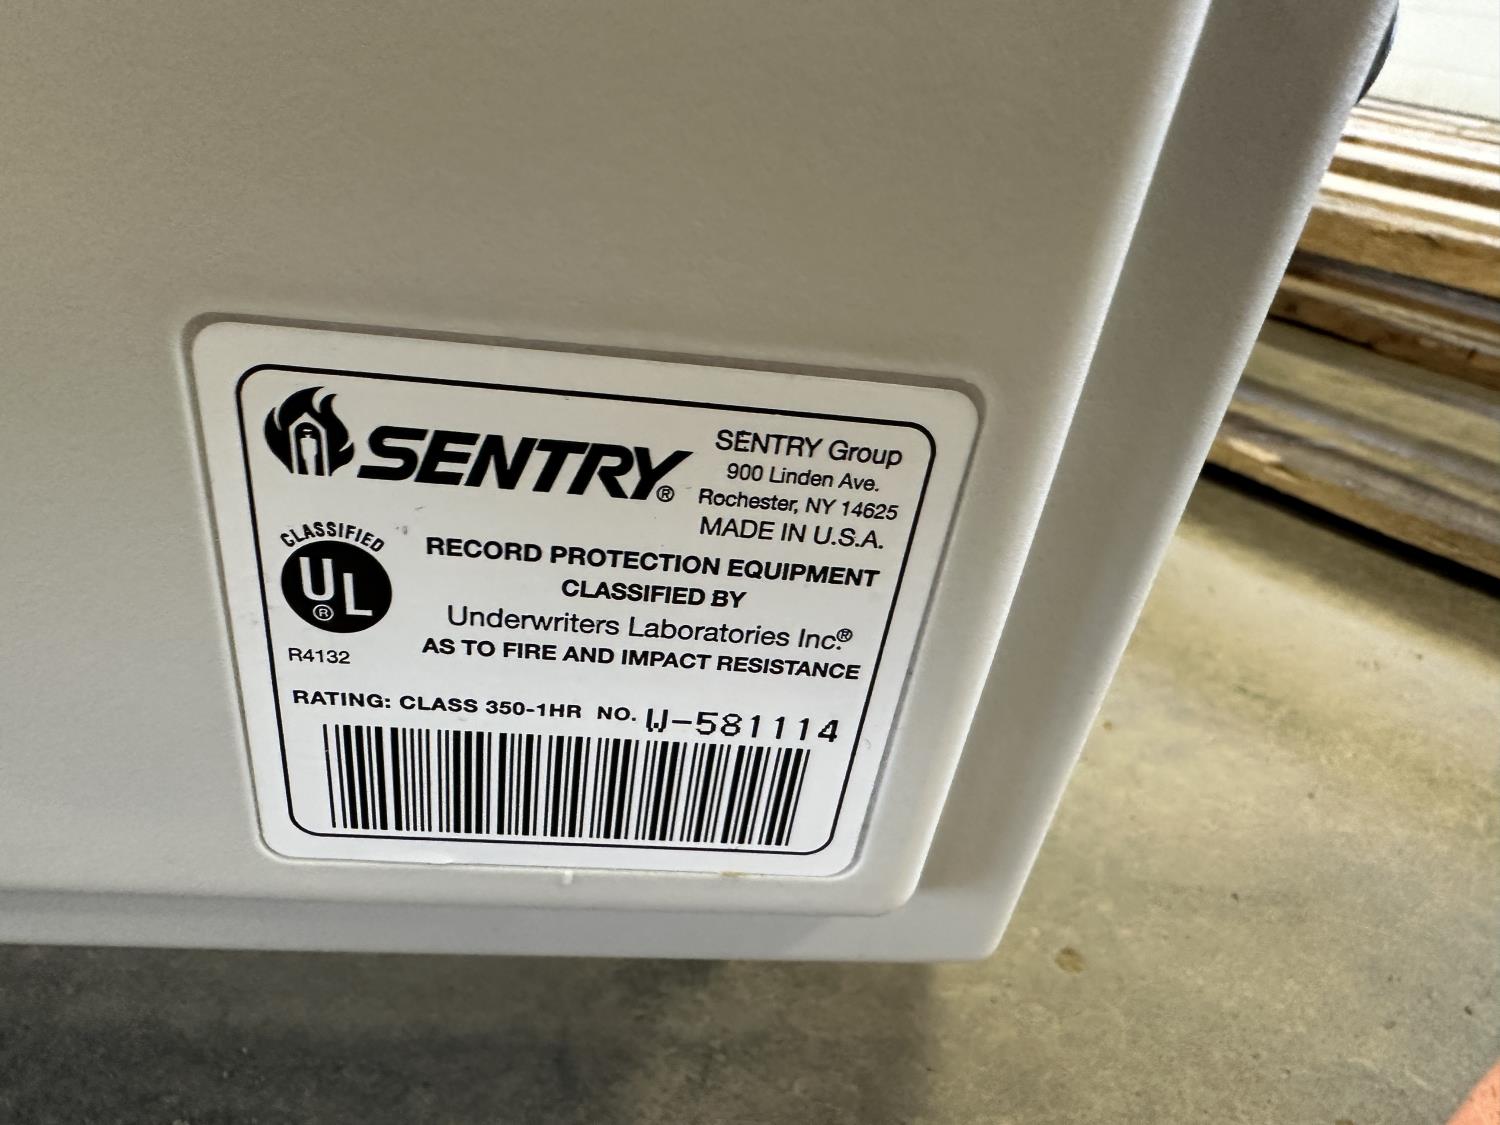 SENTRY®
SENTRY Group
900 Linden Ave.
Rochester, NY 14625
MADE IN U.S.A.
CLASSIFIED
UL®
R4132
RECORD PROTECTION EQUIPMENT
CLASSIFIED BY
Underwriters Laboratories Inc.®
AS TO FIRE AND IMPACT RESISTANCE
RATING: CLASS 350-1HR NO. W-581114